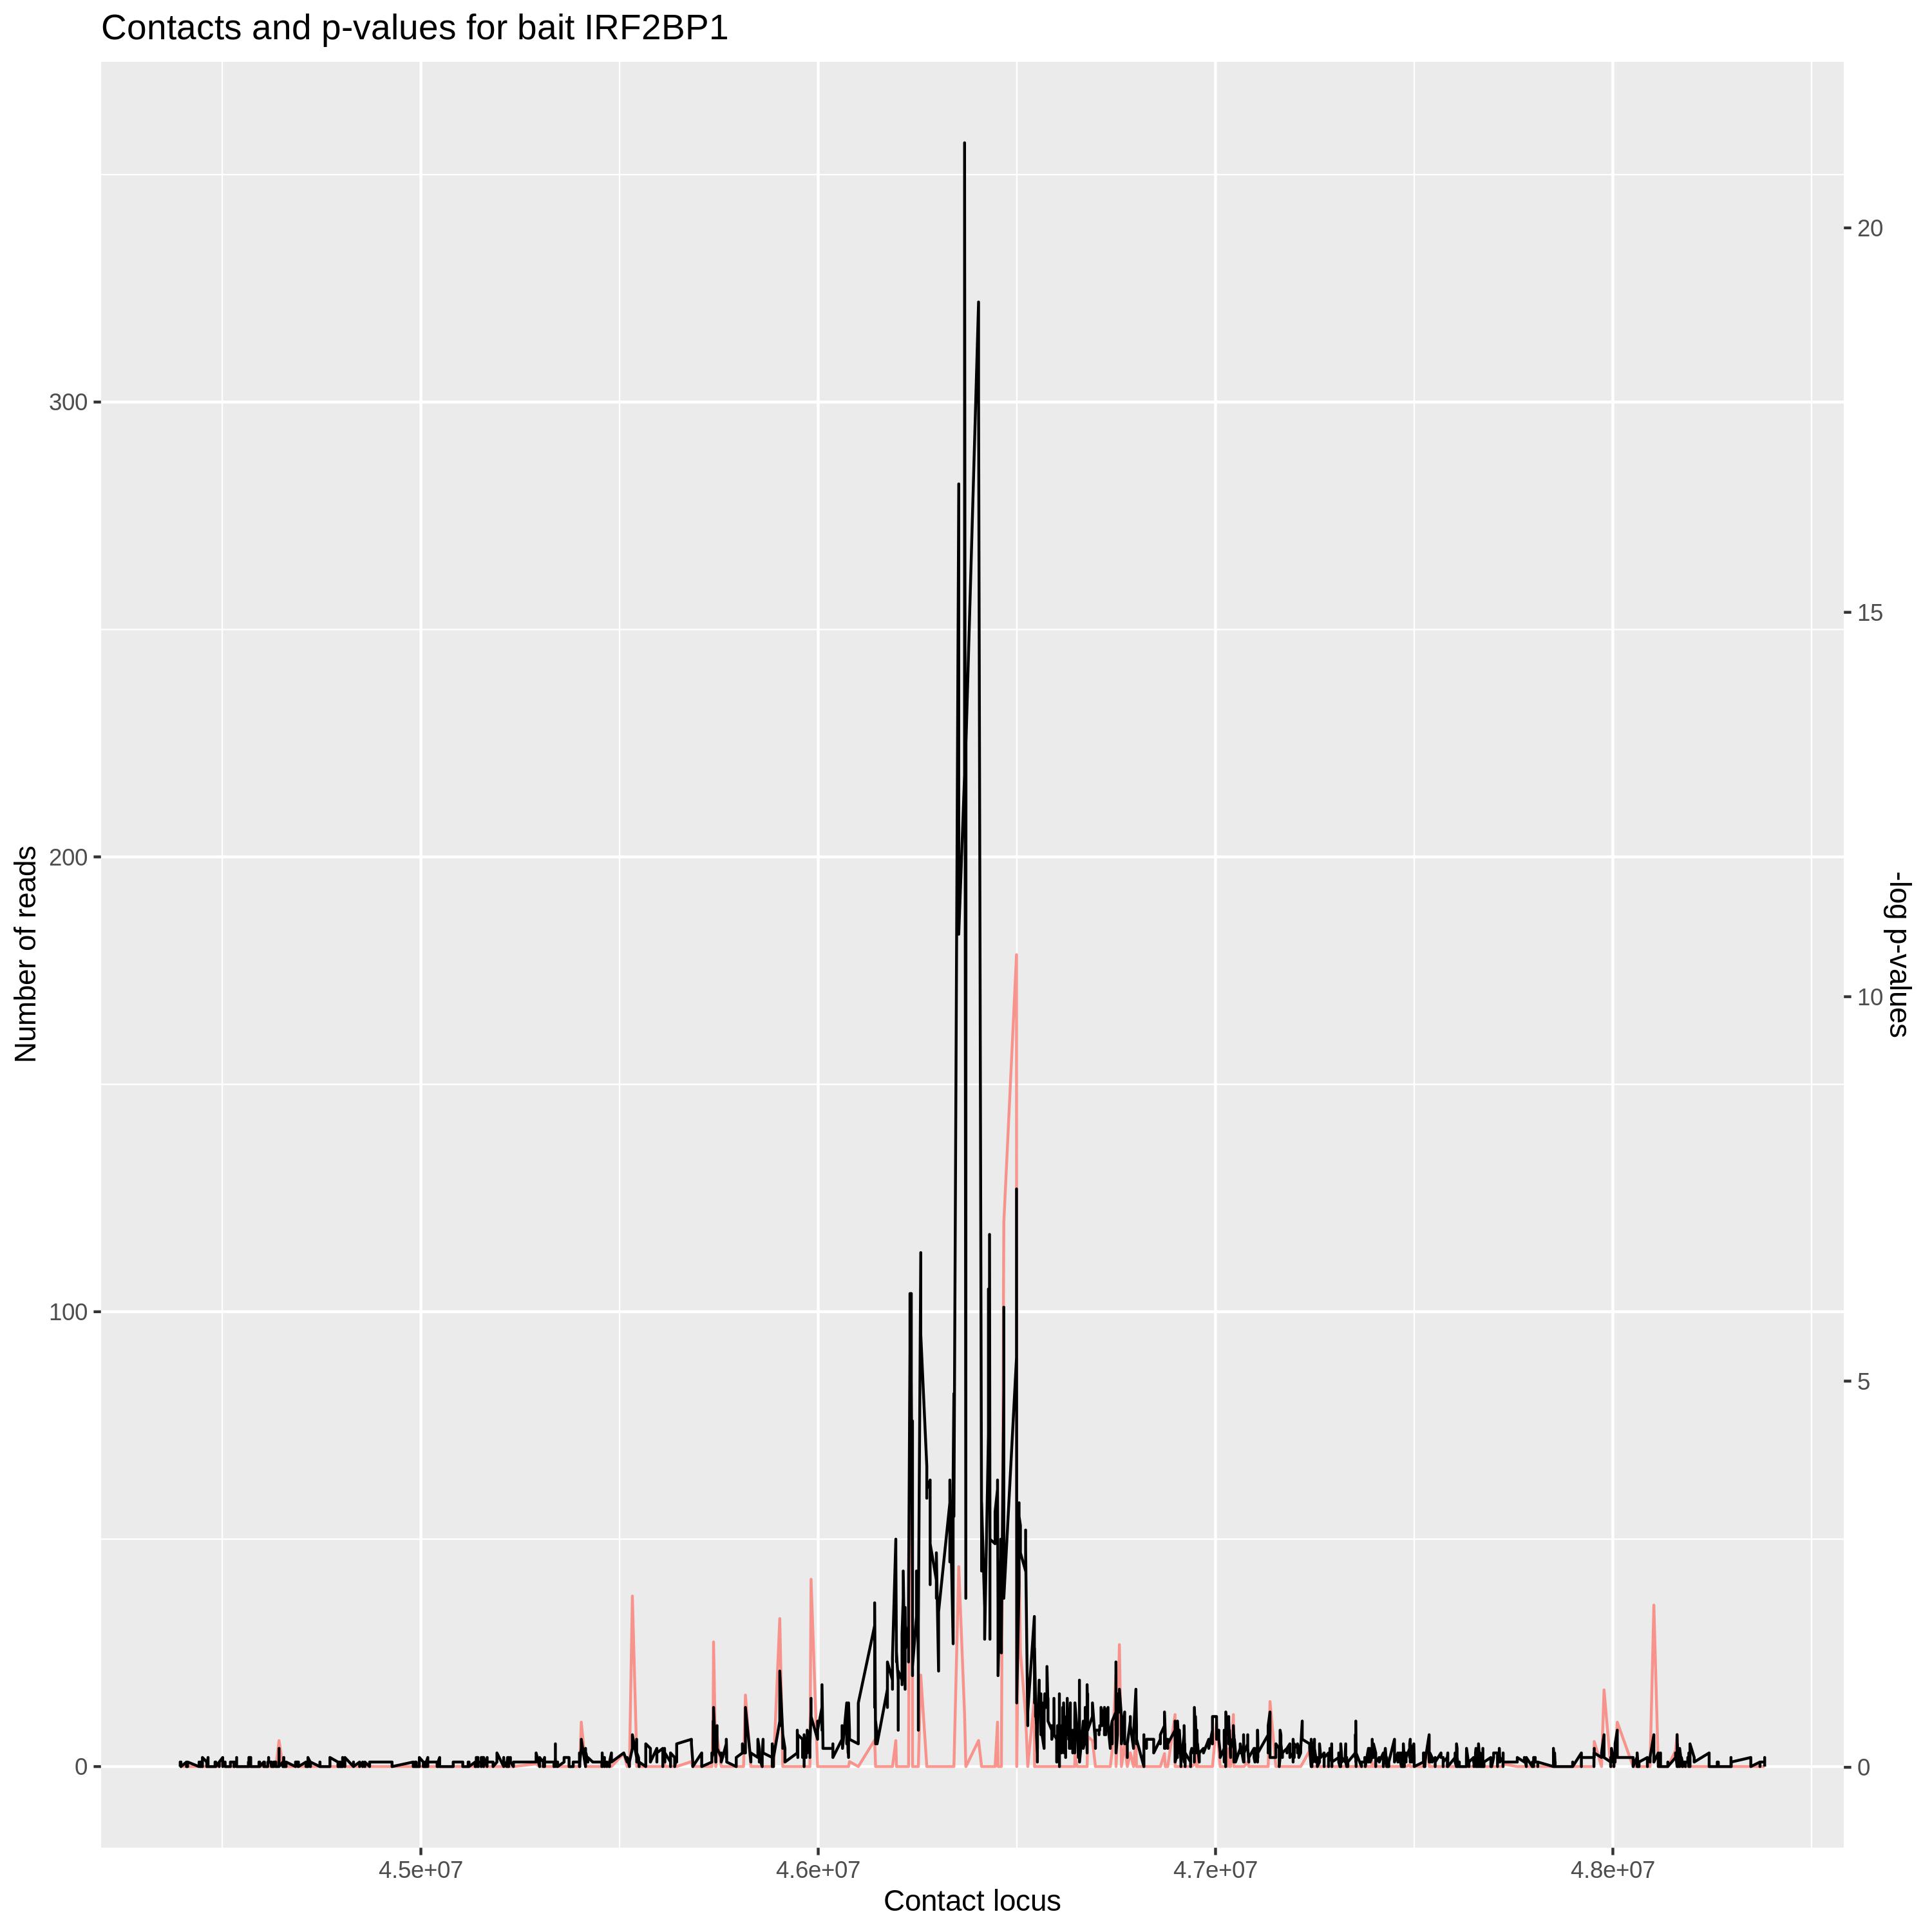 Contacts and p-values for bait IRF2BP1
Number of reads
300
200
100
0
20
15
10
5
0
-log p-values
4.5e+07
4.6e+07
4.7e+07
4.8e+07
Contact locus